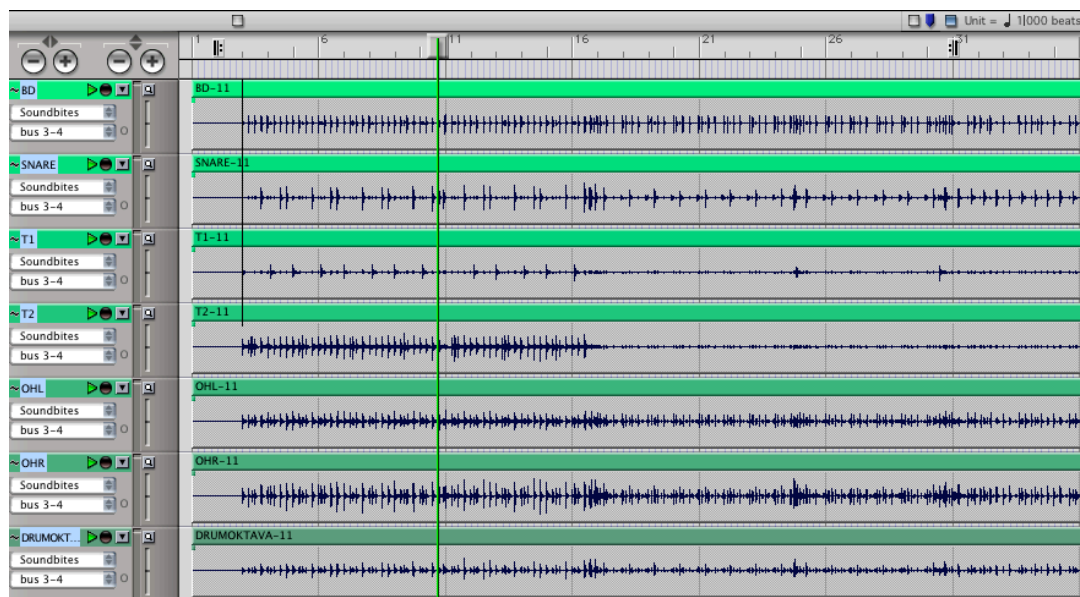 Unit = 1|000 beats
1 6 11 16 21 26 31
BD
BD-11
Soundbites
bus 3-4
SNARE
SNARE-11
Soundbites
bus 3-4
T1
T1-11
Soundbites
bus 3-4
T2
T2-11
Soundbites
bus 3-4
OHL
OHL-11
Soundbites
bus 3-4
OHR
OHR-11
Soundbites
bus 3-4
DRUMOKT...
DRUMOKTAVA-11
Soundbites
bus 3-4